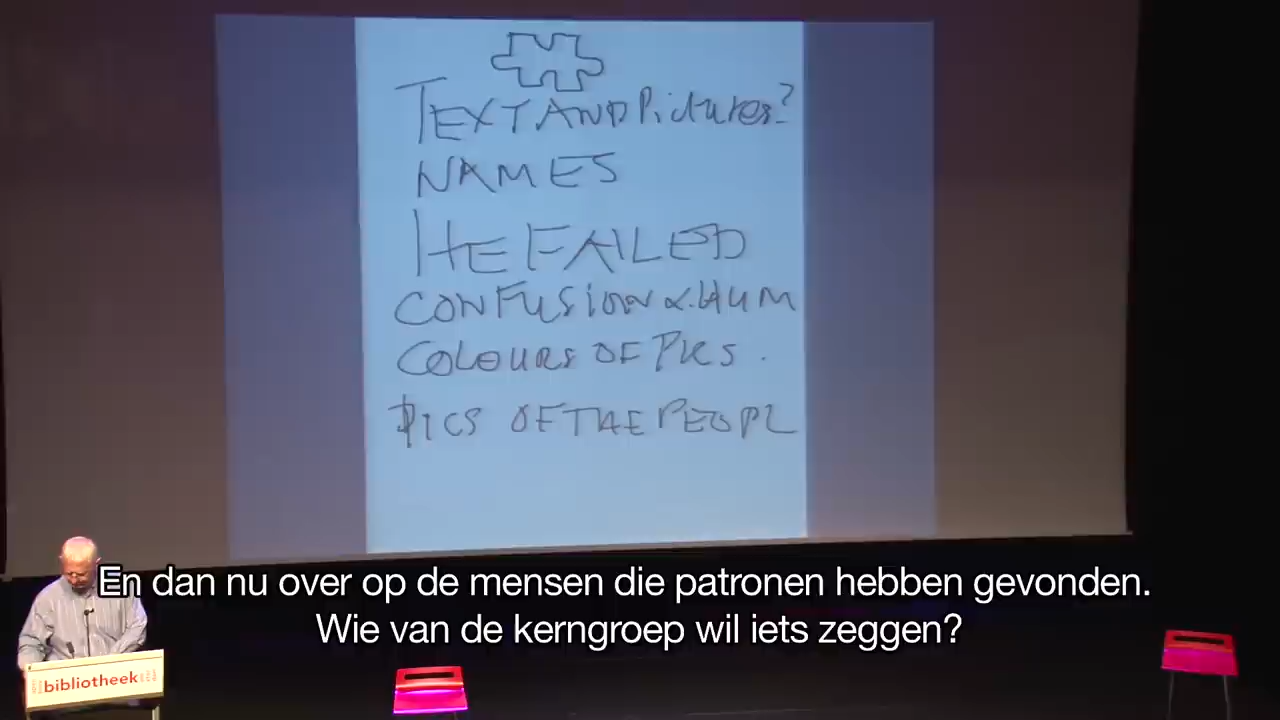 TEXT AND Pictures?
NAMES
HE FAILED
CONFUSION & HUM
COLOURS OF PICS.
PICS OF THE PEOPL
En dan nu over op de mensen die patronen hebben gevonden.
Wie van de kerngroep wil iets zeggen?
bibliotheek